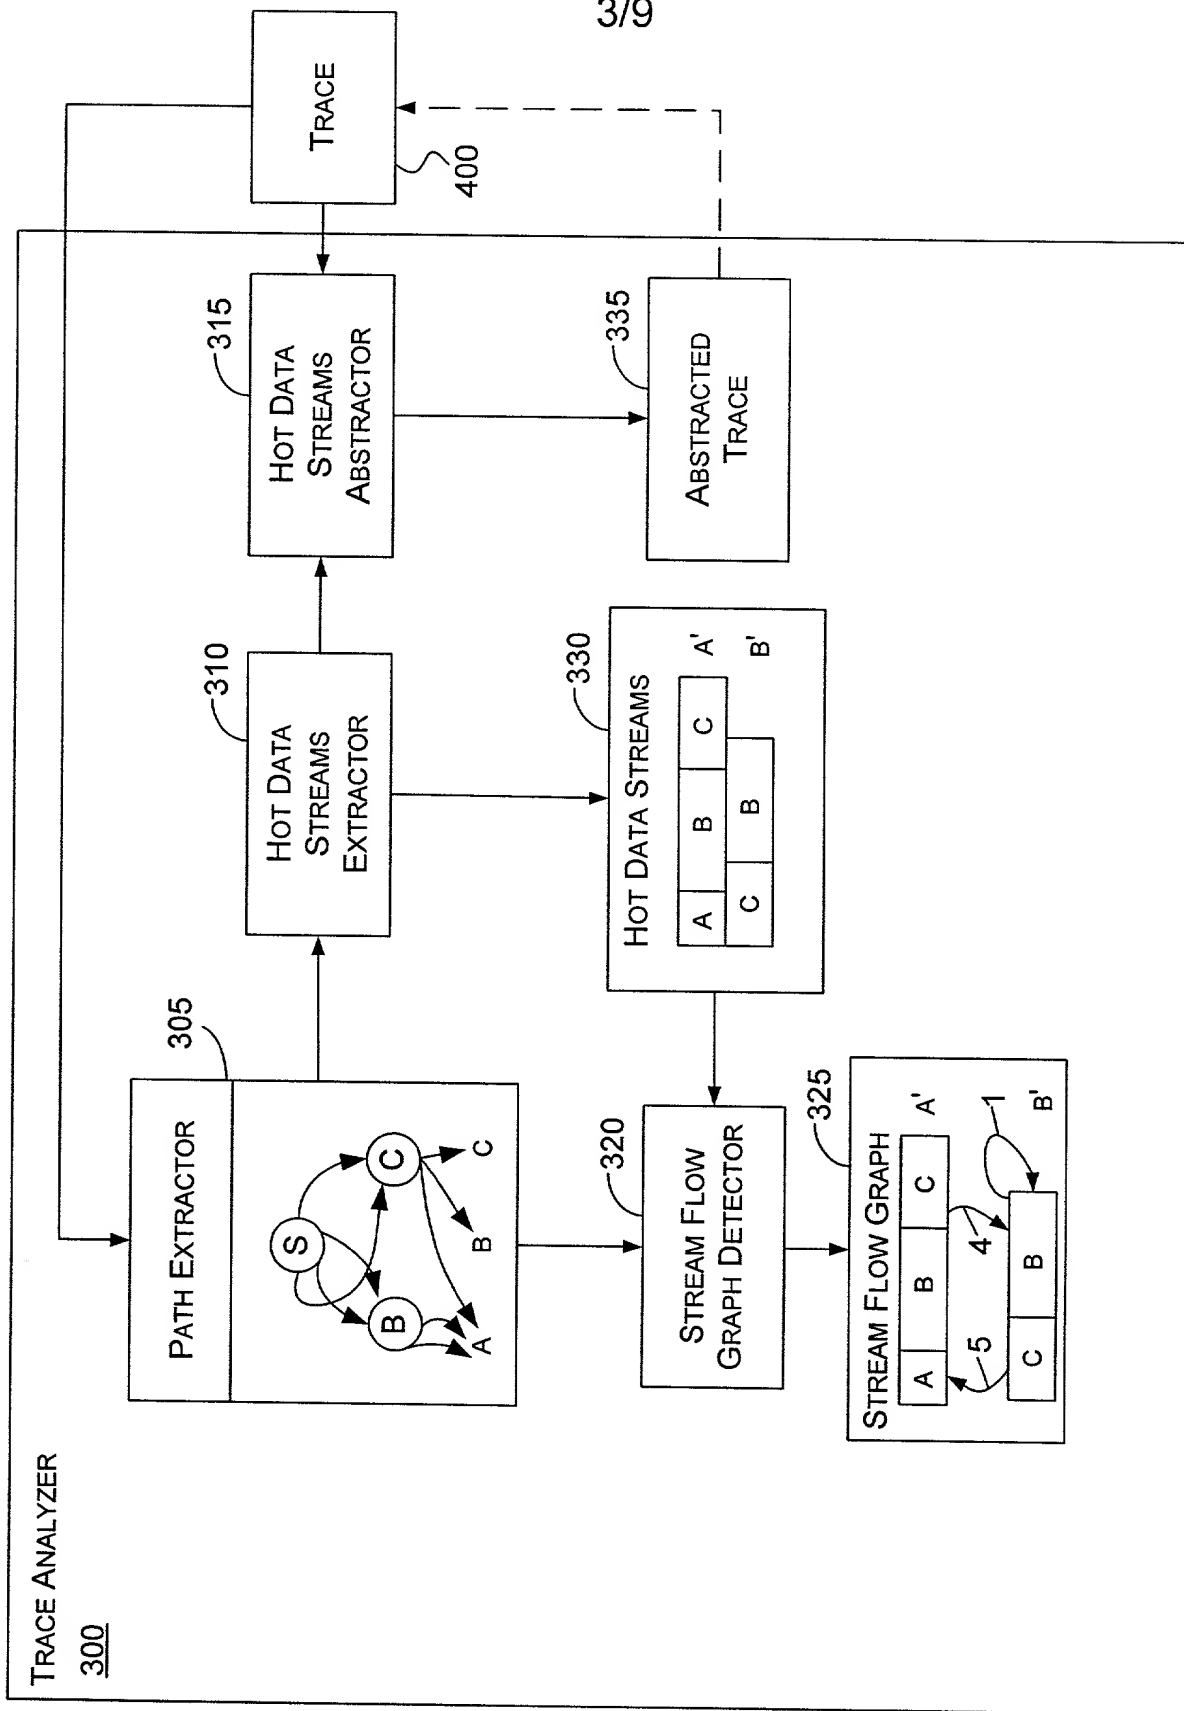 3/9
TRACE ANALYZER
300
PATH EXTRACTOR
305
S
B
C
A
B
C
HOT DATA
STREAMS
EXTRACTOR
310
HOT DATA
STREAMS
ABSTRACTOR
315
TRACE
400
STREAM FLOW
GRAPH DETECTOR
320
HOT DATA STREAMS
330
A B C A'
C B B'
ABSTRACTED
TRACE
335
STREAM FLOW GRAPH
325
A B C A'
5 4 1
C B B'